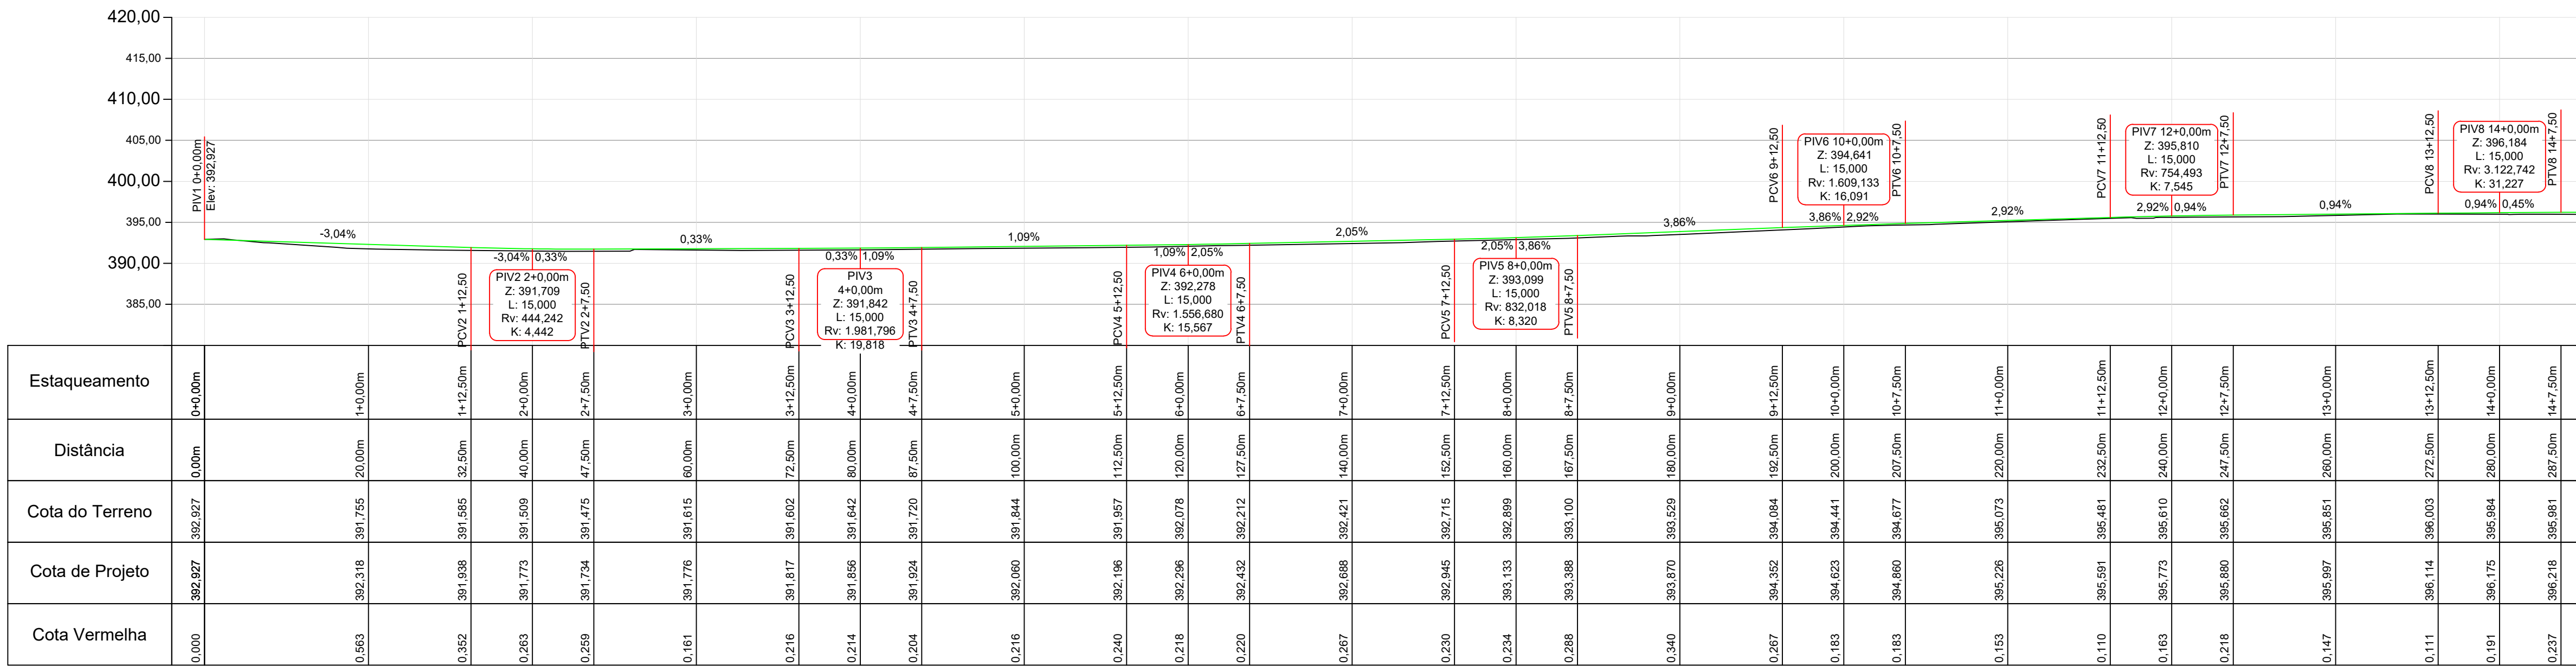 420,00
415,00
410,00
405,00
400,00
395,00
390,00
385,00
PIV1 0+0,00m
Elev: 392,927
-3,04%
PCV2 1+12,50
-3,04% 0,33%
PIV2 2+0,00m
Z: 391,709
L: 15,000
Rv: 444,242
K: 4,442
PTV2 2+7,50
0,33%
PCV3 3+12,50
0,33% 1,09%
PIV3
4+0,00m
Z: 391,842
L: 15,000
Rv: 1.981,796
K: 19,818
PTV3 4+7,50
1,09%
PCV4 5+12,50
1,09% 2,05%
PIV4 6+0,00m
Z: 392,278
L: 15,000
Rv: 1.556,680
K: 15,567
PTV4 6+7,50
2,05%
PCV5 7+12,50
2,05% 3,86%
PIV5 8+0,00m
Z: 393,099
L: 15,000
Rv: 832,018
K: 8,320
PTV5 8+7,50
3,86%
PCV6 9+12,50
PIV6 10+0,00m
Z: 394,641
L: 15,000
Rv: 1.609,133
K: 16,091
3,86% 2,92%
PTV6 10+7,50
2,92%
PCV7 11+12,50
PIV7 12+0,00m
Z: 395,810
L: 15,000
Rv: 754,493
K: 7,545
2,92% 0,94%
PTV7 12+7,50
0,94%
PCV8 13+12,50
PIV8 14+0,00m
Z: 396,184
L: 15,000
Rv: 3.122,742
K: 31,227
0,94% 0,45%
PTV8 14+7,50
Estaqueamento
0+0,00m
1+0,00m
1+12,50m
2+0,00m
2+7,50m
3+0,00m
3+12,50m
4+0,00m
4+7,50m
5+0,00m
5+12,50m
6+0,00m
6+7,50m
7+0,00m
7+12,50m
8+0,00m
8+7,50m
9+0,00m
9+12,50m
10+0,00m
10+7,50m
11+0,00m
11+12,50m
12+0,00m
12+7,50m
13+0,00m
13+12,50m
14+0,00m
14+7,50m
Distância
0,00m
20,00m
32,50m
40,00m
47,50m
60,00m
72,50m
80,00m
87,50m
100,00m
112,50m
120,00m
127,50m
140,00m
152,50m
160,00m
167,50m
180,00m
192,50m
200,00m
207,50m
220,00m
232,50m
240,00m
247,50m
260,00m
272,50m
280,00m
287,50m
Cota do Terreno
392,927
391,755
391,585
391,509
391,475
391,615
391,602
391,642
391,720
391,844
391,957
392,078
392,212
392,421
392,715
392,899
393,100
393,529
394,084
394,441
394,677
395,073
395,481
395,610
395,662
395,851
396,003
395,984
395,981
Cota de Projeto
392,927
392,318
391,938
391,773
391,734
391,776
391,817
391,856
391,924
392,060
392,196
392,296
392,432
392,688
392,945
393,133
393,388
393,870
394,352
394,623
394,860
395,226
395,591
395,773
395,880
395,997
396,114
396,175
396,218
Cota Vermelha
0,000
0,563
0,352
0,263
0,259
0,161
0,216
0,214
0,204
0,216
0,240
0,218
0,220
0,267
0,230
0,234
0,288
0,340
0,267
0,183
0,183
0,153
0,110
0,163
0,218
0,147
0,111
0,191
0,237